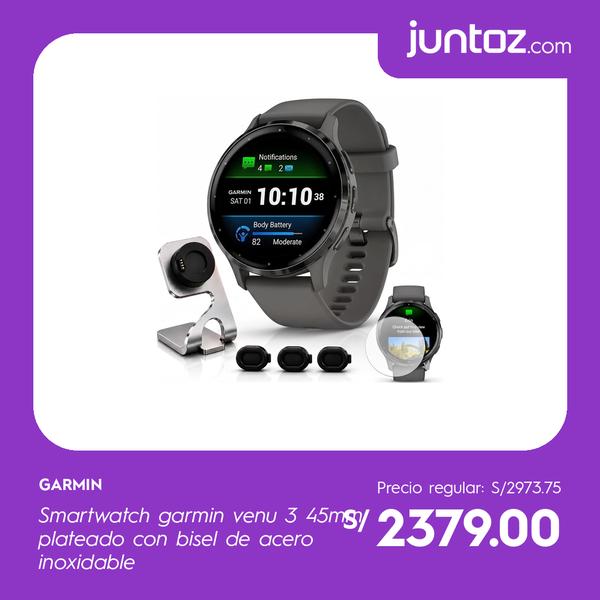 juntoz.com
Notifications
4 2
GARMIN
SAT 01
10:10 38
Body Battery
82 Moderate
GARMIN
Precio regular: S/2973.75
Smartwatch garmin venu 3 45mm
plateado con bisel de acero
inoxidable
S/ 2379.00